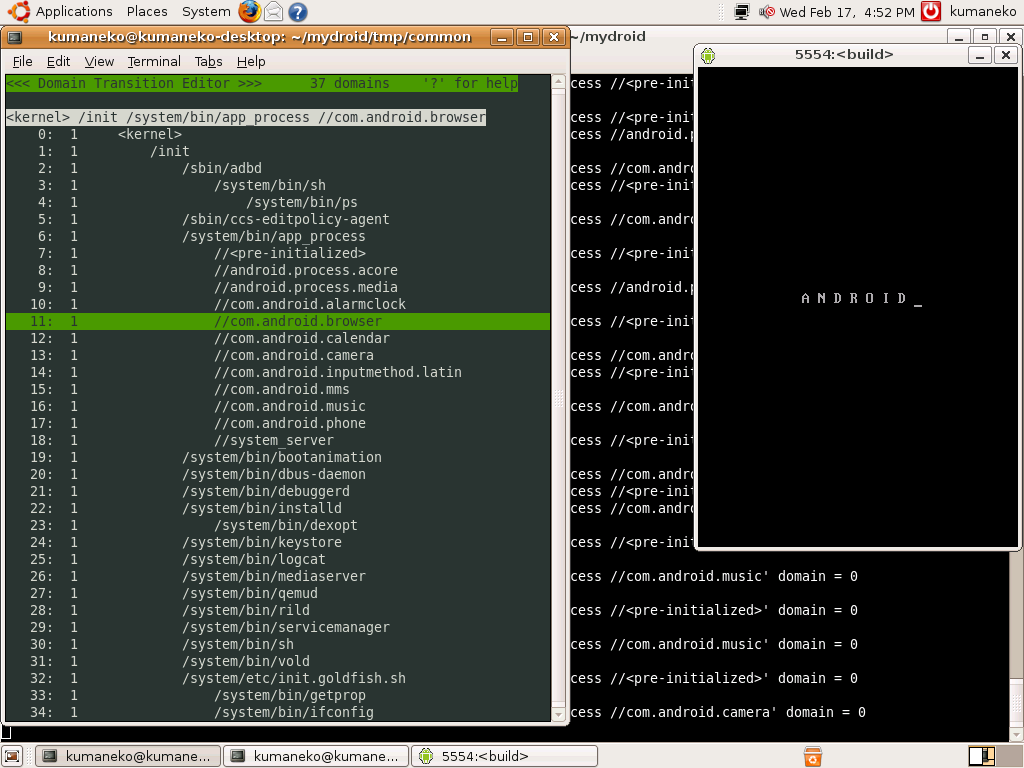 Applications Places System
Wed Feb 17, 4:52 PM kumaneko
kumaneko@kumaneko-desktop: ~/mydroid/tmp/common
File Edit View Terminal Tabs Help
<<< Domain Transition Editor >>>      37 domains    '?' for help
<kernel> /init /system/bin/app_process //com.android.browser
0:  1     <kernel>
1:  1         /init
2:  1             /sbin/adbd
3:  1                 /system/bin/sh
4:  1                     /system/bin/ps
5:  1             /sbin/ccs-editpolicy-agent
6:  1             /system/bin/app_process
7:  1                 //<pre-initialized>
8:  1                 //android.process.acore
9:  1                 //android.process.media
10:  1                 //com.android.alarmclock
11:  1                 //com.android.browser
12:  1                 //com.android.calendar
13:  1                 //com.android.camera
14:  1                 //com.android.inputmethod.latin
15:  1                 //com.android.mms
16:  1                 //com.android.music
17:  1                 //com.android.phone
18:  1                 //system_server
19:  1             /system/bin/bootanimation
20:  1             /system/bin/dbus-daemon
21:  1             /system/bin/debuggerd
22:  1             /system/bin/installd
23:  1                 /system/bin/dexopt
24:  1             /system/bin/keystore
25:  1             /system/bin/logcat
26:  1             /system/bin/mediaserver
27:  1             /system/bin/qemud
28:  1             /system/bin/rild
29:  1             /system/bin/servicemanager
30:  1             /system/bin/sh
31:  1             /system/bin/vold
32:  1             /system/etc/init.goldfish.sh
33:  1                 /system/bin/getprop
34:  1                 /system/bin/ifconfig
~/mydroid
cess //<pre-init
cess //<pre-init
cess //android.p
cess //com.andro
cess //<pre-init
cess //com.andro
cess //<pre-init
cess //android.p
cess //<pre-init
cess //com.andro
cess //<pre-init
cess //com.andro
cess //<pre-init
cess //com.andro
cess //<pre-init
cess //com.andro
cess //<pre-init
cess //com.android.music' domain = 0
cess //<pre-initialized>' domain = 0
cess //com.android.music' domain = 0
cess //<pre-initialized>' domain = 0
cess //com.android.camera' domain = 0
5554:<build>
A N D R O I D _
kumaneko@kumane...
kumaneko@kumane...
5554:<build>